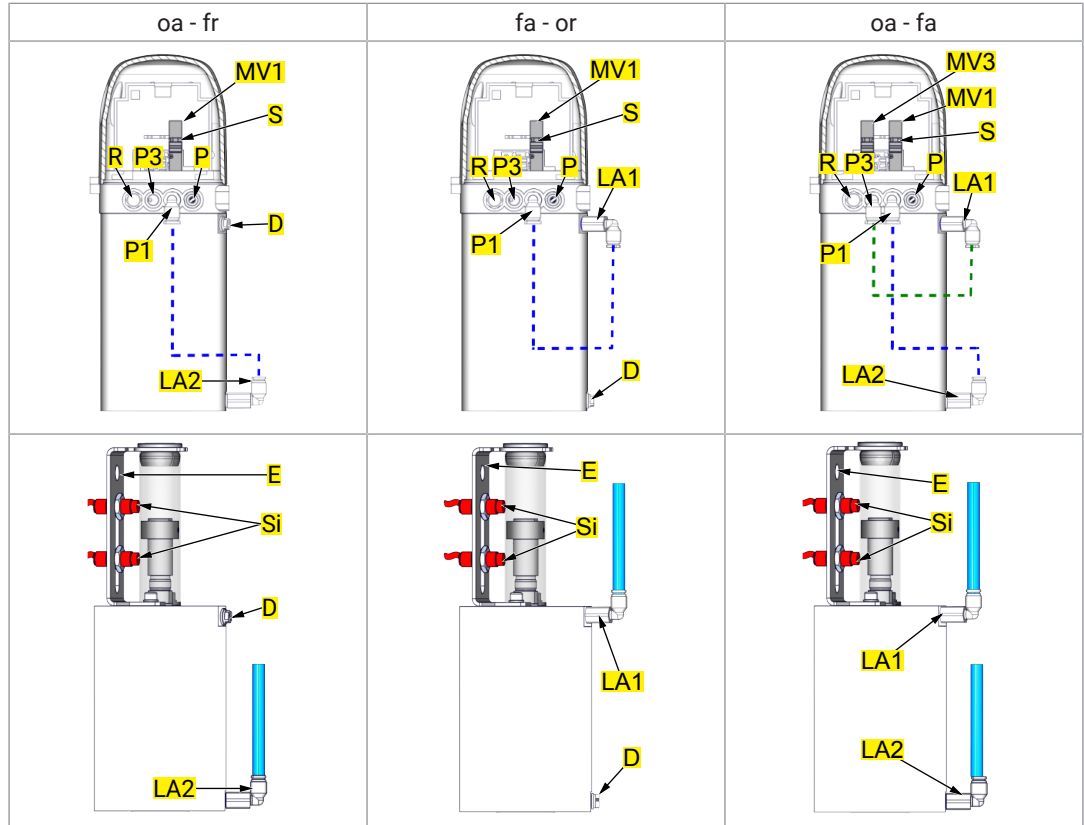 oa - fr
fa - or
oa - fa
MV1
S
R P3 P
D
P1
LA2
MV1
S
R P3 P
LA1
P1
D
MV3
MV1
S
R P3 P
LA1
P1
LA2
E
Si
D
LA2
E
Si
LA1
D
E
Si
LA1
LA2